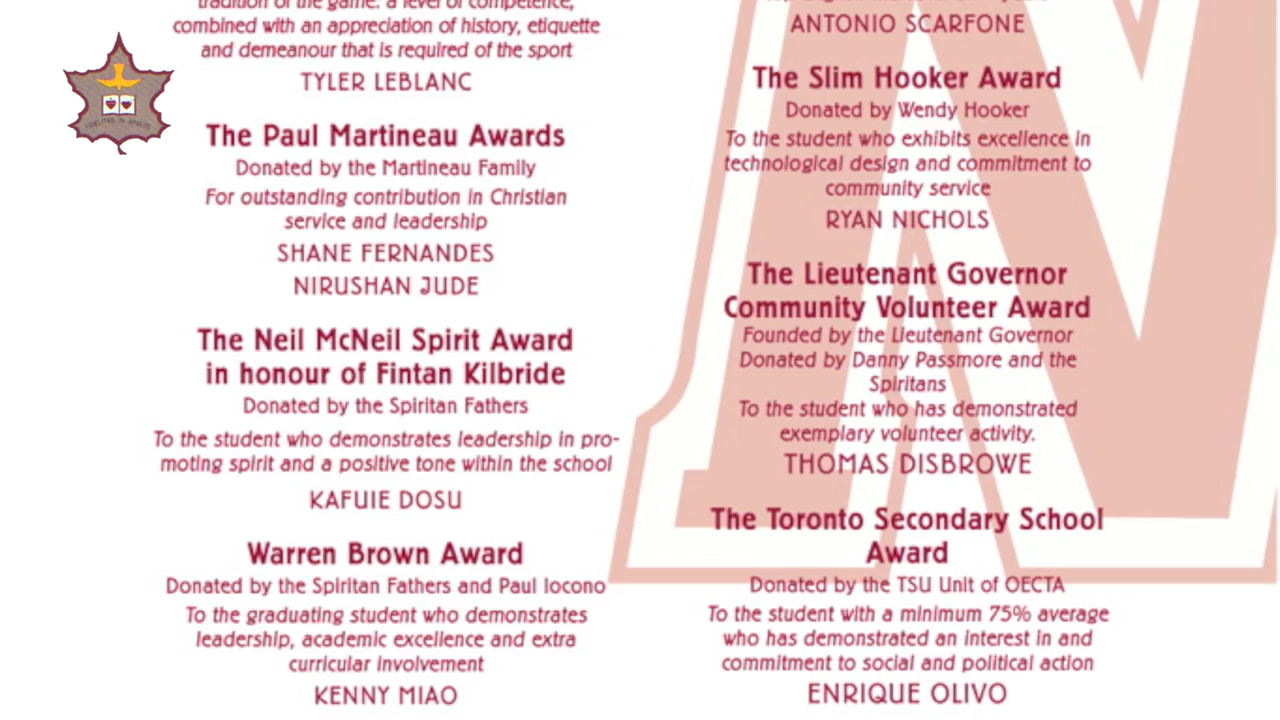 tradition of the game: a level of competence,
combined with an appreciation of history, etiquette
and demeanour that is required of the sport
TYLER LEBLANC
The Paul Martineau Awards
Donated by the Martineau Family
For outstanding contribution in Christian
service and leadership
SHANE FERNANDES
NIRUSHAN JUDE
The Neil McNeil Spirit Award
in honour of Fintan Kilbride
Donated by the Spiritan Fathers
To the student who demonstrates leadership in pro-
moting spirit and a positive tone within the school
KAFUIE DOSU
Warren Brown Award
Donated by the Spiritan Fathers and Paul Iocono
To the graduating student who demonstrates
leadership, academic excellence and extra
curricular involvement
KENNY MIAO
ANTONIO SCARFONE
The Slim Hooker Award
Donated by Wendy Hooker
To the student who exhibits excellence in
technological design and commitment to
community service
RYAN NICHOLS
The Lieutenant Governor
Community Volunteer Award
Founded by the Lieutenant Governor
Donated by Danny Passmore and the
Spiritans
To the student who has demonstrated
exemplary volunteer activity.
THOMAS DISBROWE
The Toronto Secondary School
Award
Donated by the TSU Unit of OECTA
To the student with a minimum 75% average
who has demonstrated an interest in and
commitment to social and political action
ENRIQUE OLIVO